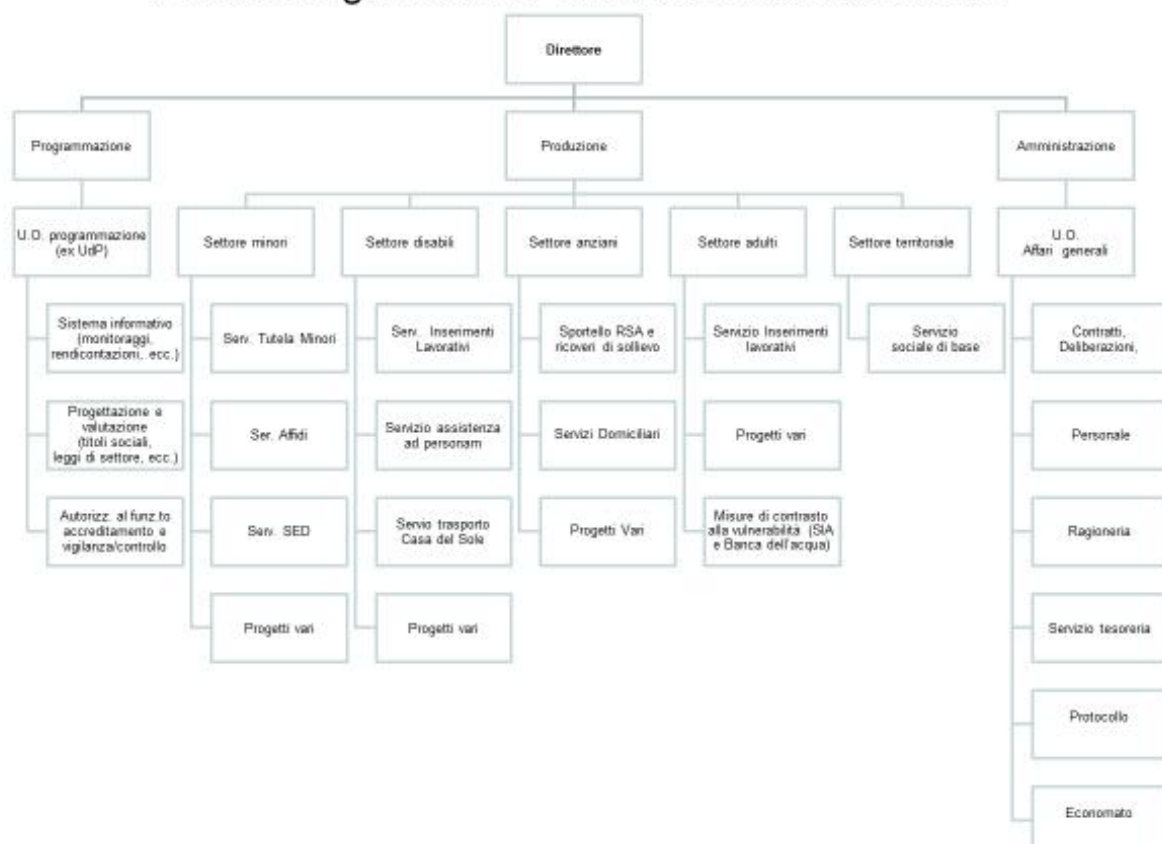 Direttore
Programmazione
Produzione
Amministrazione
U.O. programmazione
(ex UdP)
Settore minori
Settore disabili
Settore anziani
Settore adulti
Settore territoriale
U.O.
Affari generali
Sistema informativo
(monitoraggi,
rendicontazioni, ecc.)
Serv. Tutela Minori
Serv. Inserimenti
Lavorativi
Sportello RSA e
ricoveri di sollievo
Servizio Inserimenti
lavorativi
Servizio
sociale di base
Contratti,
Deliberazioni,
Progettazione e
valutazione
(titoli sociali,
leggi di settore, ecc.)
Ser. Affidi
Servizio assistenza
ad personam
Servizi Domiciliari
Progetti vari
Personale
Autorizz. al funz.to
accreditamento e
vigilanza/controllo
Serv. SED
Servio trasporto
Casa del Sole
Progetti Vari
Misure di contrasto
alla vulnerabilità (SIA
e Banca dell'acqua)
Ragioneria
Progetti vari
Progetti vari
Servizio tesoreria
Protocollo
Economato